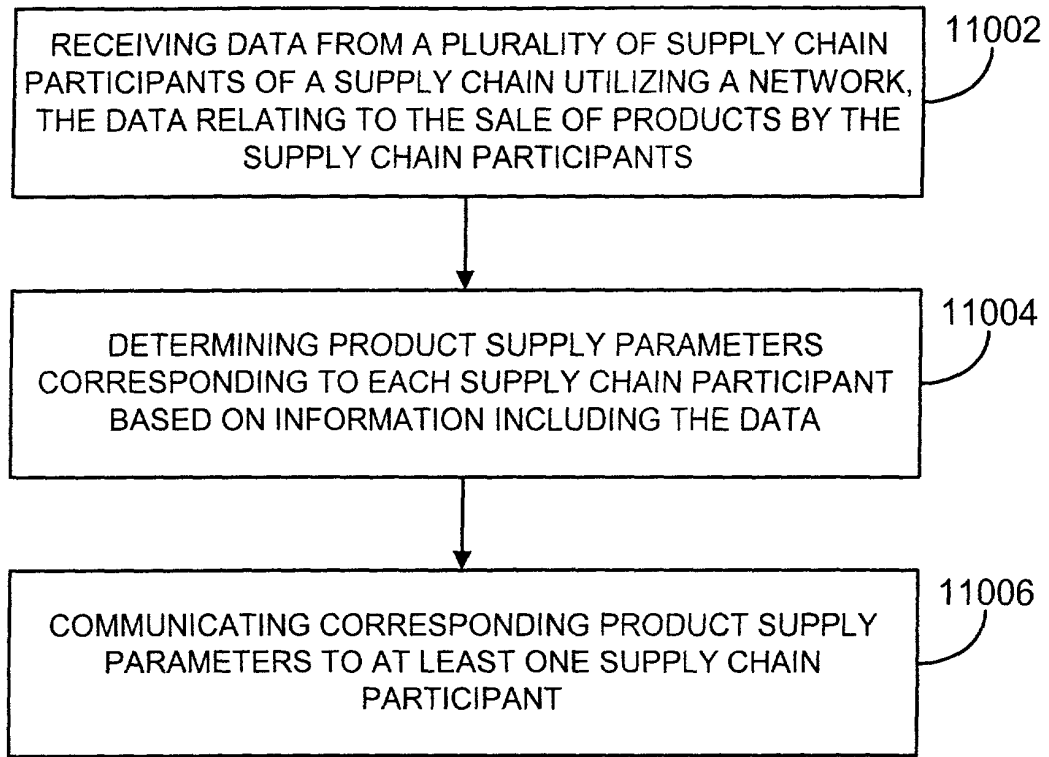 RECEIVING DATA FROM A PLURALITY OF SUPPLY CHAIN
PARTICIPANTS OF A SUPPLY CHAIN UTILIZING A NETWORK,
THE DATA RELATING TO THE SALE OF PRODUCTS BY THE
SUPPLY CHAIN PARTICIPANTS
11002
DETERMINING PRODUCT SUPPLY PARAMETERS
CORRESPONDING TO EACH SUPPLY CHAIN PARTICIPANT
BASED ON INFORMATION INCLUDING THE DATA
11004
COMMUNICATING CORRESPONDING PRODUCT SUPPLY
PARAMETERS TO AT LEAST ONE SUPPLY CHAIN
PARTICIPANT
11006